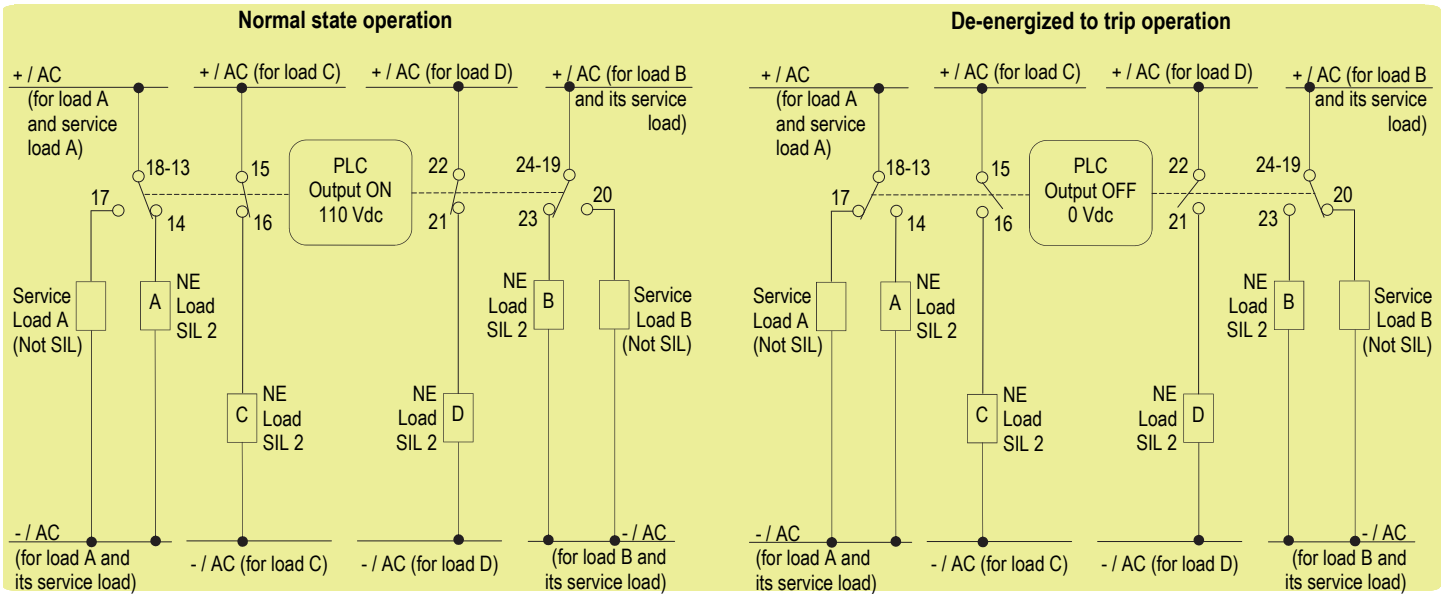 Normal state operation
+ / AC
(for load A
and service
load A)
+ / AC (for load C)
+ / AC (for load D)
+ / AC (for load B
and its service
load)
18-13
15
PLC
Output ON
110 Vdc
22
24-19
17
14
16
21
23
20
Service
Load A
(Not SIL)
A
NE
Load
SIL 2
NE
Load
SIL 2
B
Service
Load B
(Not SIL)
C
NE
Load
SIL 2
NE
Load
SIL 2
D
- / AC
(for load A and
its service load)
- / AC (for load C)
- / AC (for load D)
- / AC
(for load B and
its service load)
De-energized to trip operation
+ / AC
(for load A
and service
load A)
+ / AC (for load C)
+ / AC (for load D)
+ / AC (for load B
and its service
load)
18-13
15
PLC
Output OFF
0 Vdc
22
24-19
17
14
16
21
23
20
Service
Load A
(Not SIL)
A
NE
Load
SIL 2
NE
Load
SIL 2
B
Service
Load B
(Not SIL)
C
NE
Load
SIL 2
NE
Load
SIL 2
D
- / AC
(for load A and
its service load)
- / AC (for load C)
- / AC (for load D)
- / AC
(for load B and
its service load)